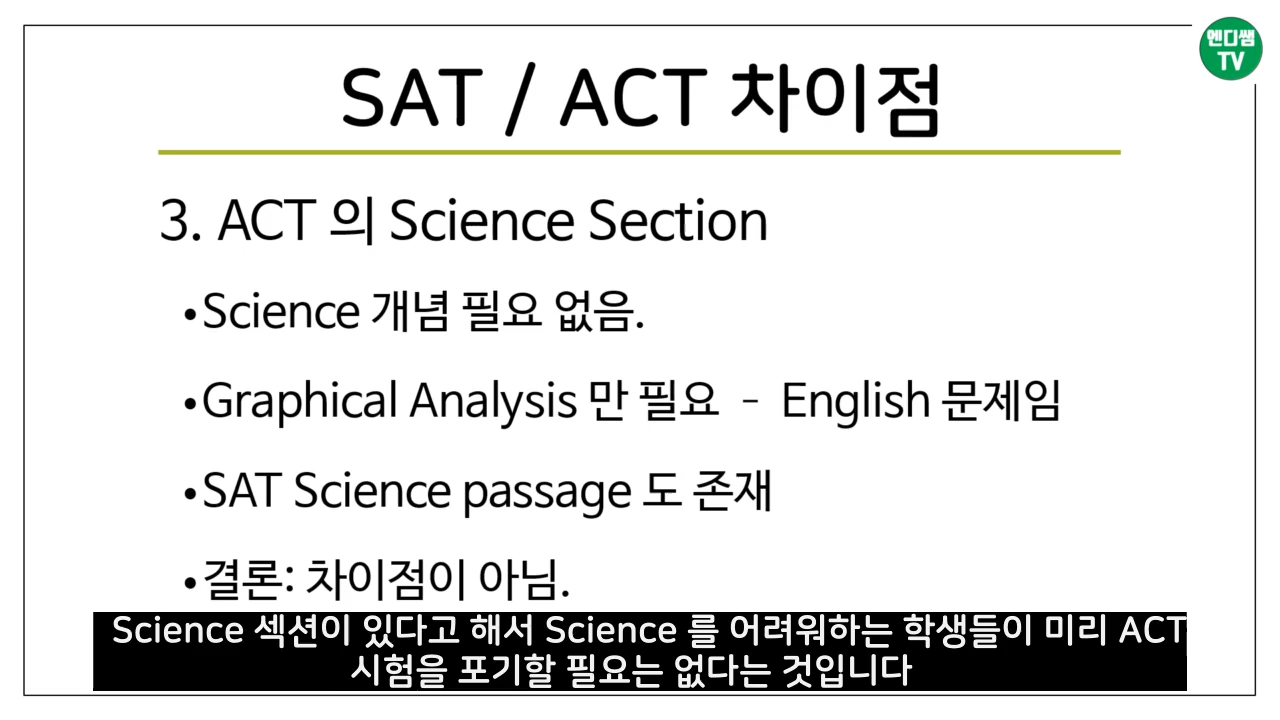 엔디쌤
TV
SAT / ACT 차이점
3. ACT 의 Science Section
•Science 개념 필요 없음.
•Graphical Analysis 만 필요 – English 문제임
•SAT Science passage 도 존재
•결론: 차이점이 아님.
Science 섹션이 있다고 해서 Science 를 어려워하는 학생들이 미리 ACT
시험을 포기할 필요는 없다는 것입니다